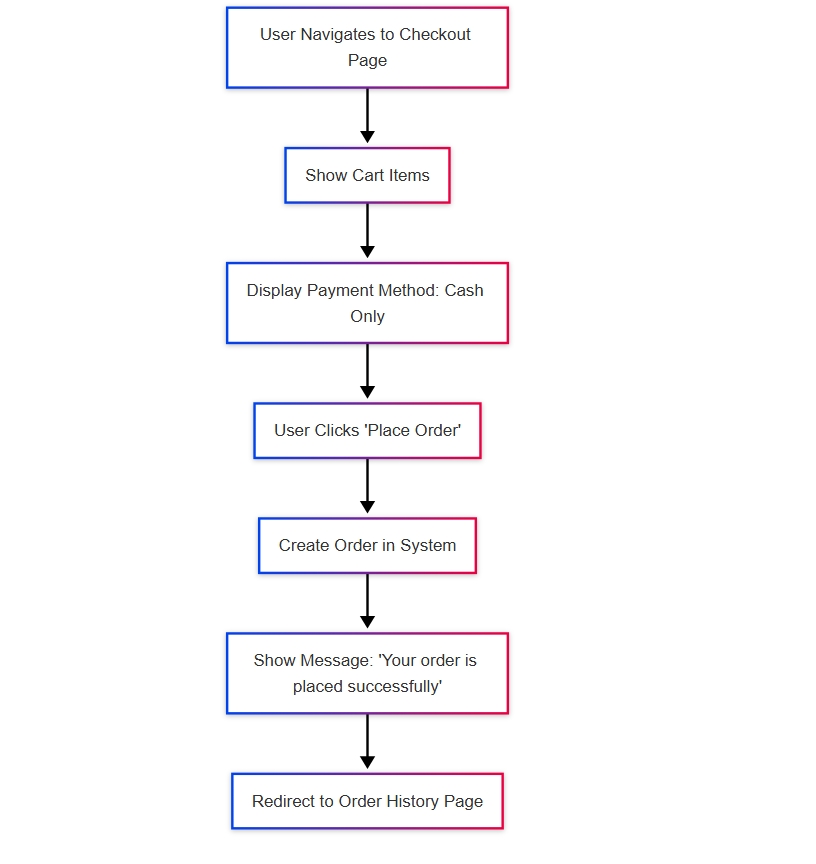 User Navigates to Checkout
Page
Show Cart Items
Display Payment Method: Cash
Only
User Clicks 'Place Order'
Create Order in System
Show Message: 'Your order is
placed successfully'
Redirect to Order History Page